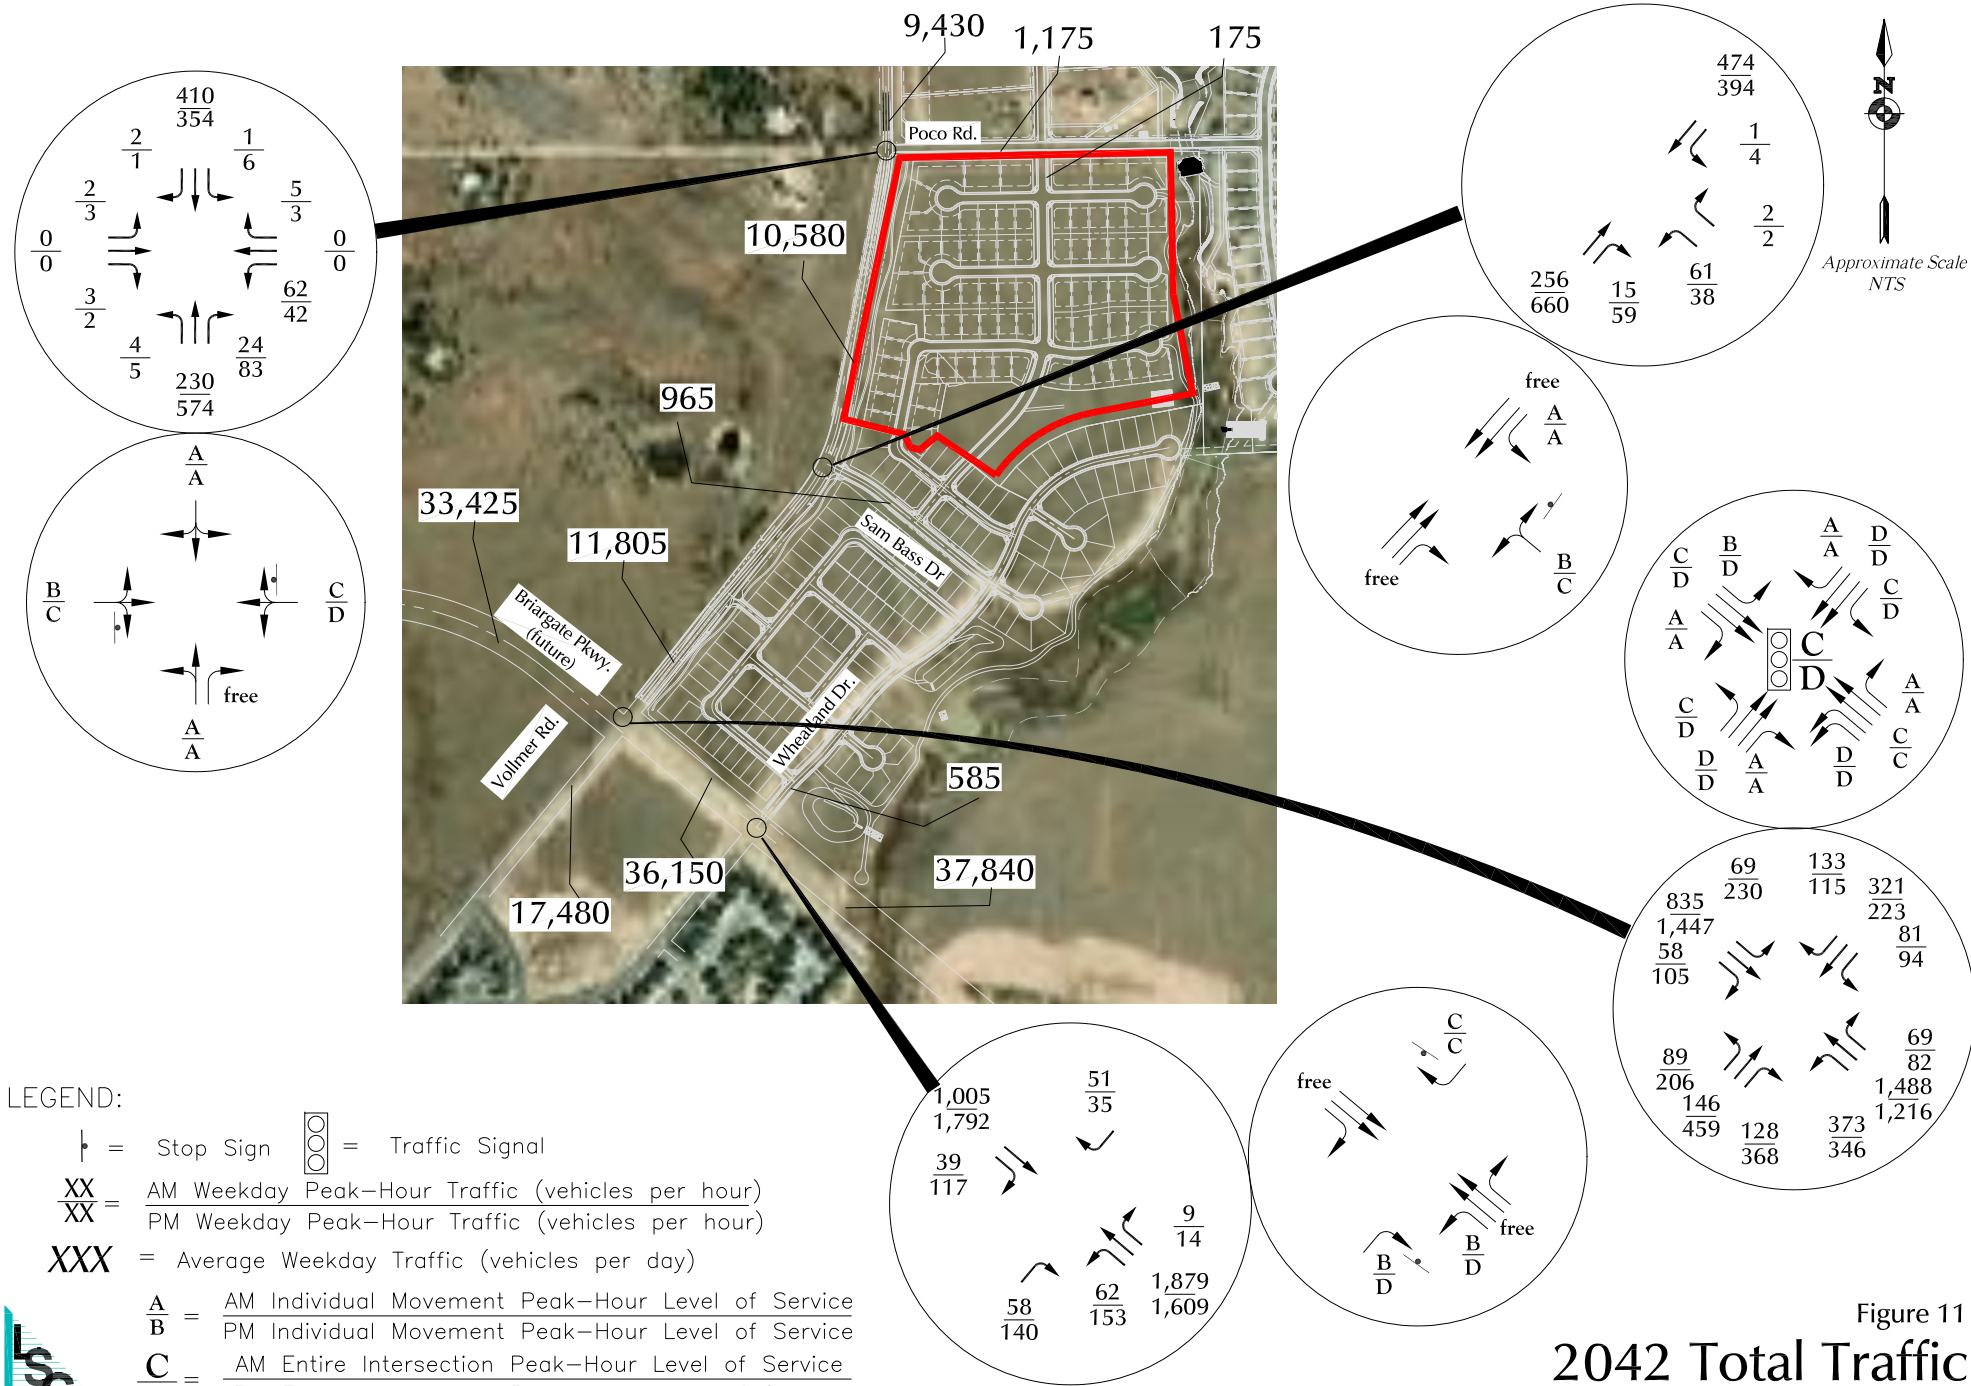 9,430
1,175
175
Poco Rd.
10,580
965
33,425
11,805
Sam Bass Dr
Briargate Pkwy.
(future)
Vollmer Rd.
Wheatland Dr.
585
36,150
37,840
17,480
410
354
2
1
1
6
2
3
5
3
0
0
0
0
3
2
62
42
4
5
24
83
230
574
A
A
B
C
C
D
free
A
A
474
394
1
4
2
2
256
660
15
59
61
38
N
Approximate Scale
NTS
free
A
A
free
B
C
A
A
D
D
B
D
C
D
C
D
A
A
C
D
C
D
A
A
D
D
A
A
D
D
C
C
69
230
133
115
321
223
835
1,447
81
94
58
105
89
206
69
82
146
459
1,488
1,216
128
368
373
346
1,005
1,792
51
35
39
117
9
14
58
140
62
153
1,879
1,609
C
C
free
free
B
D
B
D
LEGEND:
= Stop Sign = Traffic Signal
XX
XX
= AM Weekday Peak-Hour Traffic (vehicles per hour)
PM Weekday Peak-Hour Traffic (vehicles per hour)
XXX = Average Weekday Traffic (vehicles per day)
A
B
= AM Individual Movement Peak-Hour Level of Service
PM Individual Movement Peak-Hour Level of Service
C = AM Entire Intersection Peak-Hour Level of Service
LSC
Figure 11
2042 Total Traffic